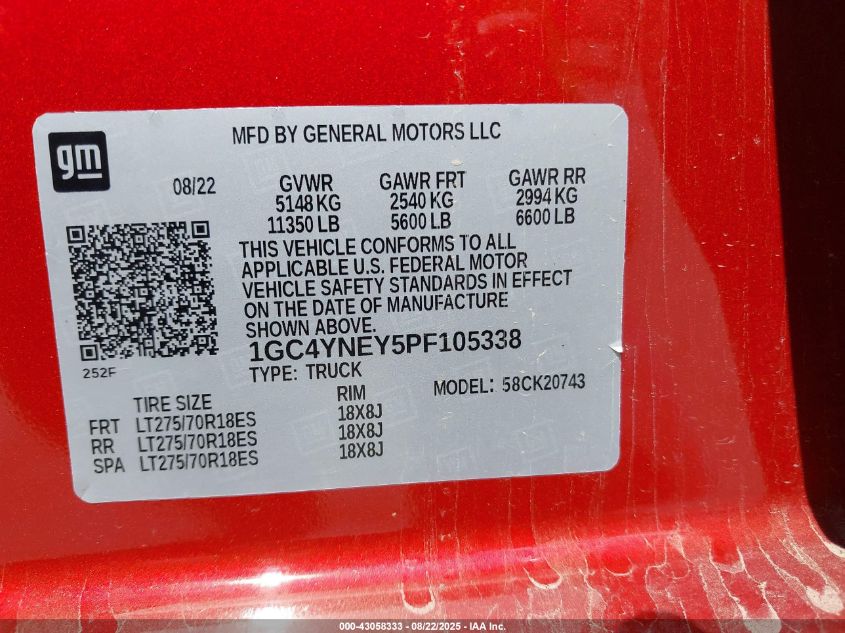 gm
MFD BY GENERAL MOTORS LLC
08/22
GVWR GAWR FRT GAWR RR
5148 KG 2540 KG 2994 KG
11350 LB 5600 LB 6600 LB
THIS VEHICLE CONFORMS TO ALL
APPLICABLE U.S. FEDERAL MOTOR
VEHICLE SAFETY STANDARDS IN EFFECT
ON THE DATE OF MANUFACTURE
SHOWN ABOVE.
1GC4YNEY5PF105338
252F
TYPE: TRUCK
MODEL: 58CK20743
TIRE SIZE RIM
FRT LT275/70R18ES 18X8J
RR LT275/70R18ES 18X8J
SPA LT275/70R18ES 18X8J
000-43058333 - 08/22/2025 - IAA Inc.